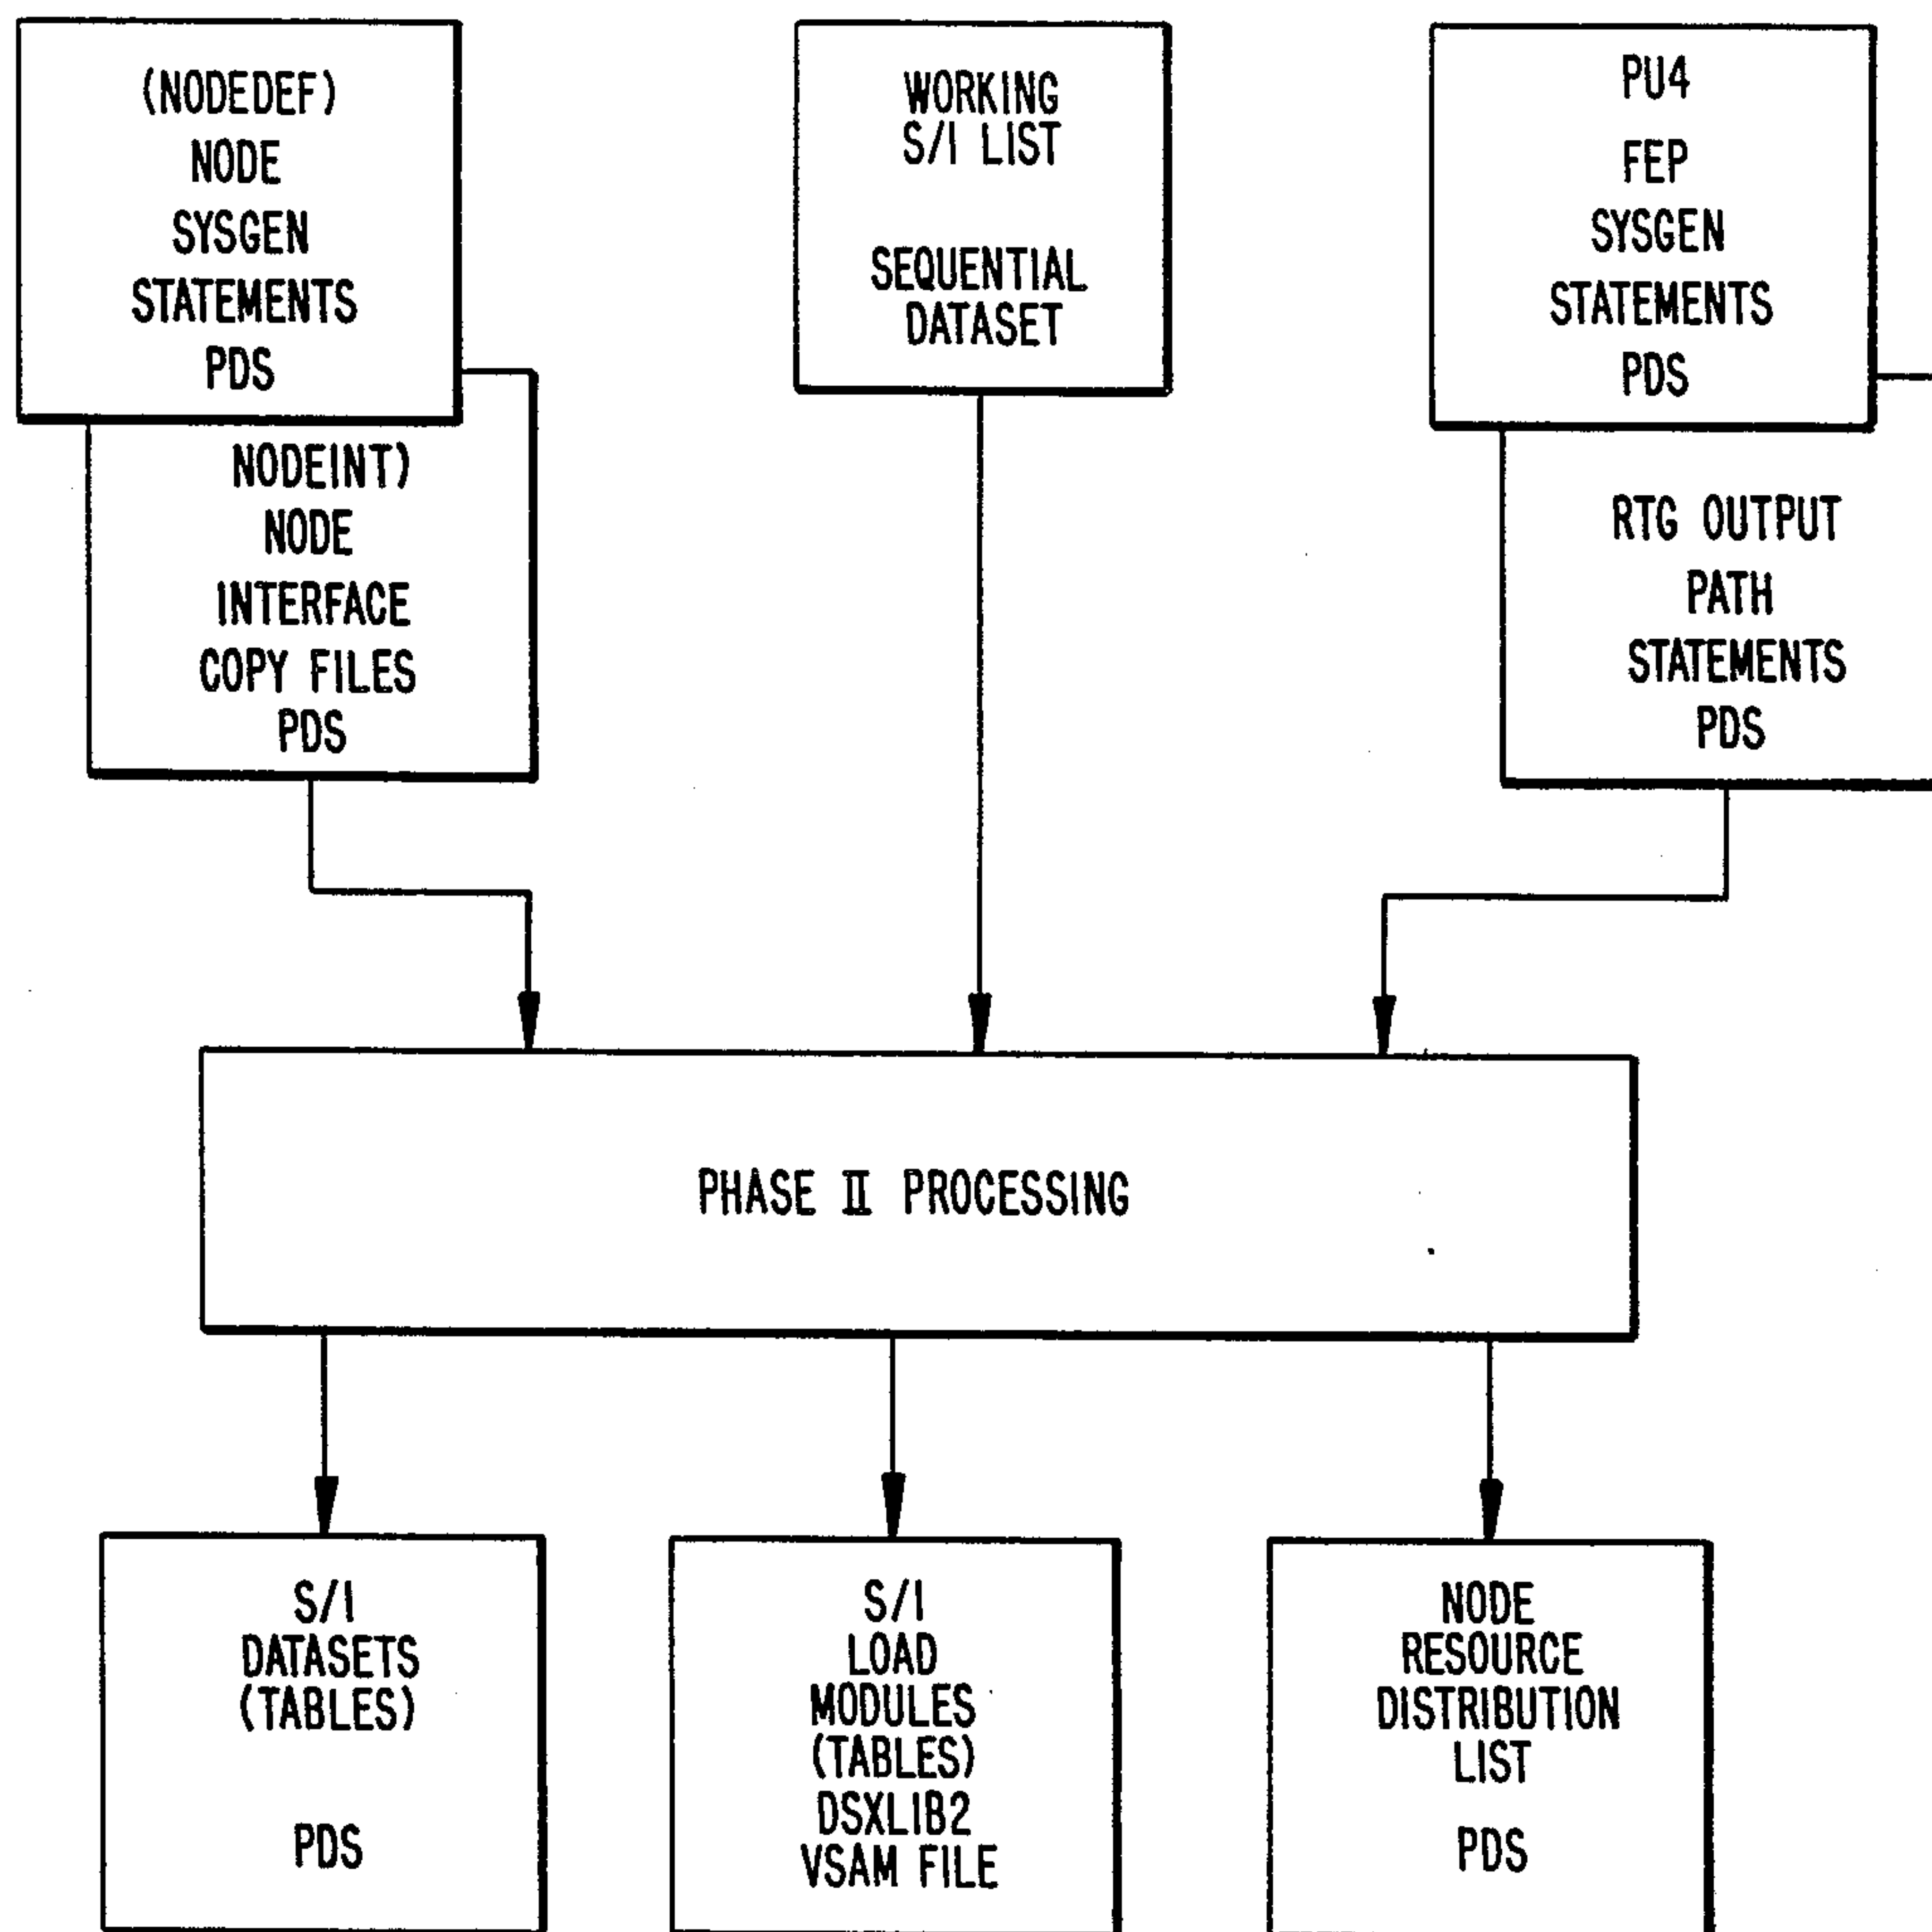 (NODEDEF)
NODE
SYSGEN
STATEMENTS
PDS
NODEINT)
NODE
INTERFACE
COPY FILES
PDS
WORKING
S/I LIST
SEQUENTIAL
DATASET
PU4
FEP
SYSGEN
STATEMENTS
PDS
RTG OUTPUT
PATH
STATEMENTS
PDS
PHASE II PROCESSING
S/I
DATASETS
(TABLES)
PDS
S/I
LOAD
MODULES
(TABLES)
DSXLIB2
VSAM FILE
NODE
RESOURCE
DISTRIBUTION
LIST
PDS